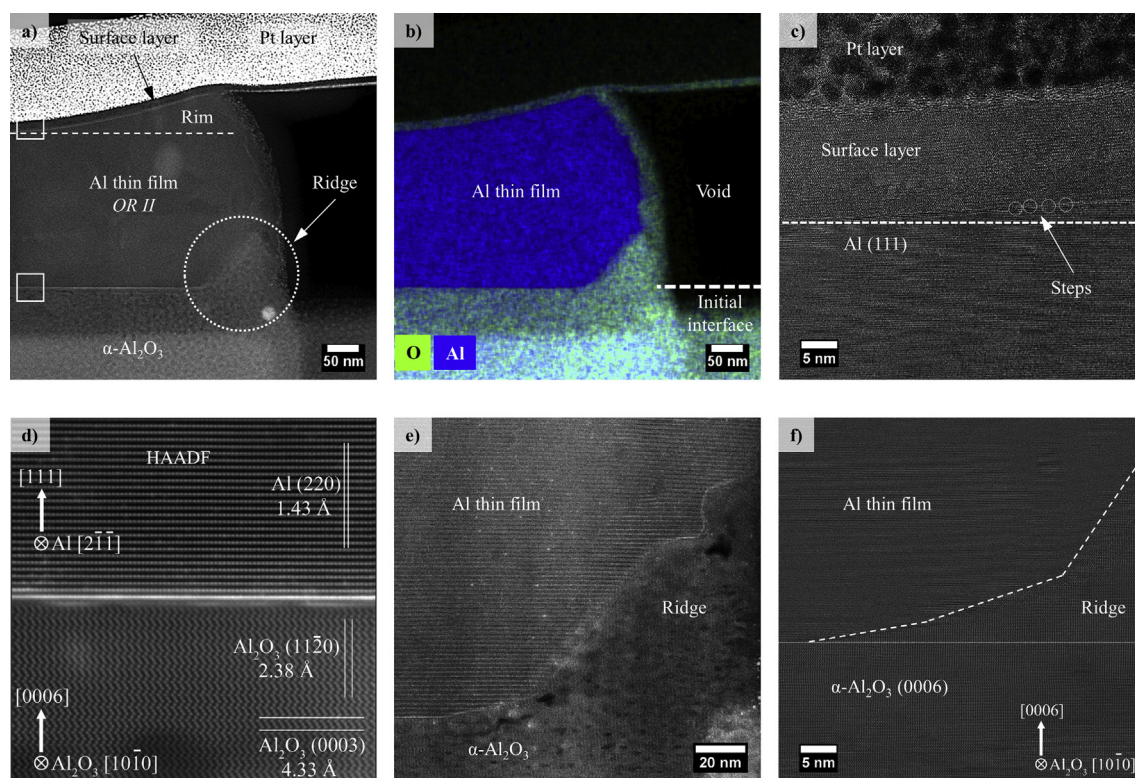 a)
Surface layer
Pt layer
Rim
Al thin film
OR II
Ridge
α-Al₂O₃
50 nm
b)
Al thin film
Void
Initial
interface
O
Al
50 nm
c)
Pt layer
Surface layer
Al (111)
Steps
5 nm
d)
HAADF
[111]
Al (220)
1.43 Å
⊗Al [21̄1̄]
Al₂O₃ (112̄0)
2.38 Å
[0006]
Al₂O₃ (0003)
4.33 Å
⊗Al₂O₃ [101̄0]
e)
Al thin film
Ridge
α-Al₂O₃
20 nm
f)
Al thin film
Ridge
α-Al₂O₃ (0006)
[0006]
⊗Al₂O₃ [101̄0]
5 nm